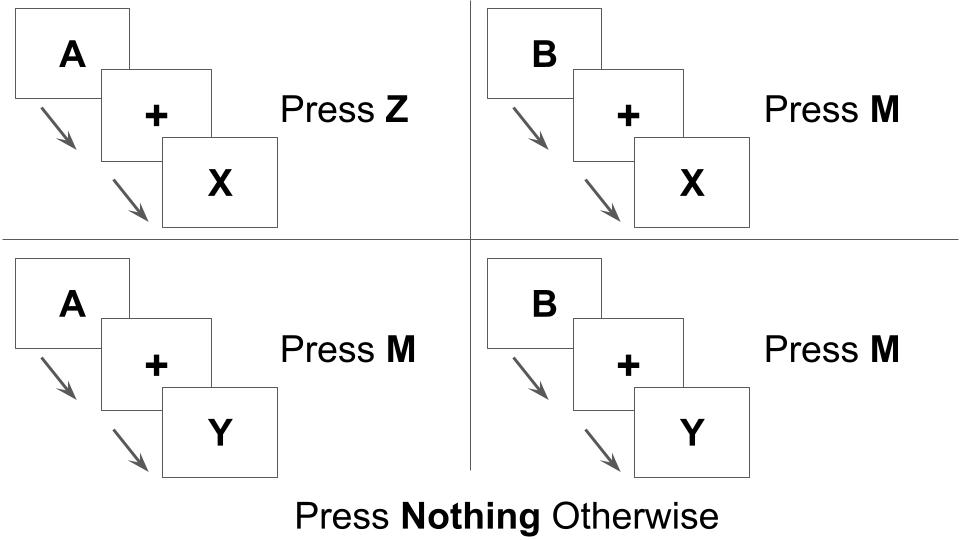 A
+
X
Press Z
B
+
X
Press M
A
+
Y
Press M
B
+
Y
Press M
Press Nothing Otherwise